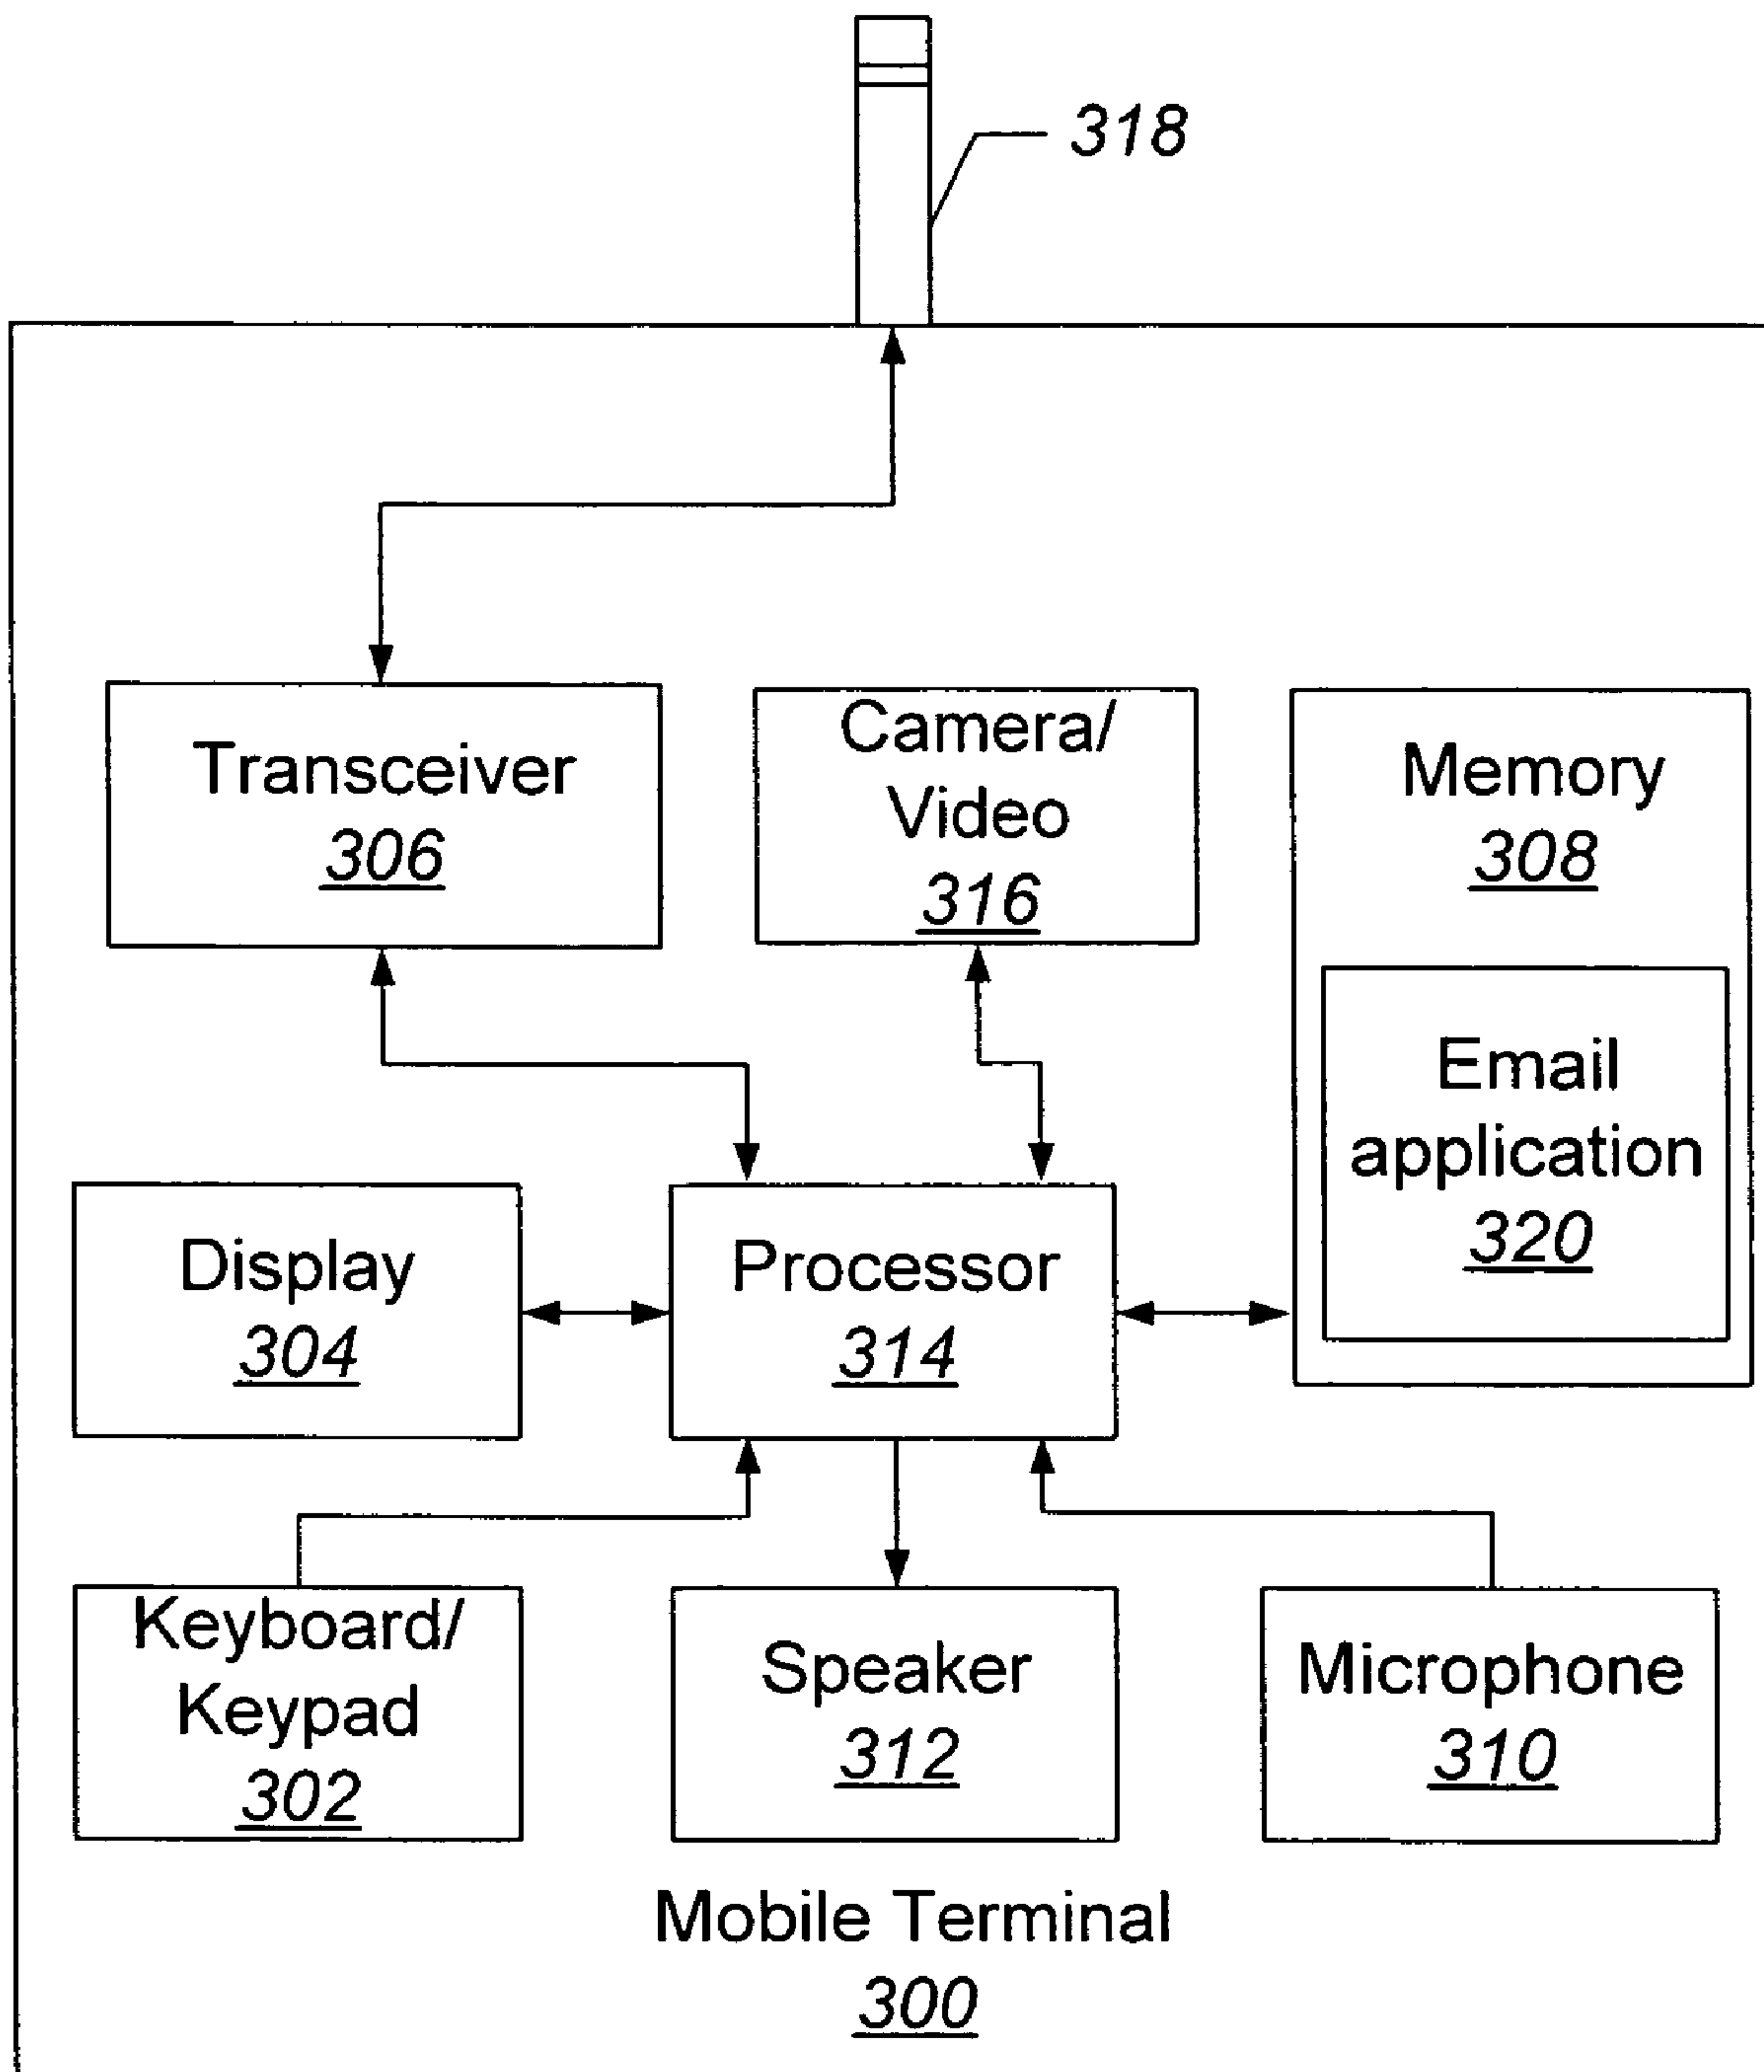 318
Transceiver
306
Camera/
Video
316
Memory
308
Email
application
320
Display
304
Processor
314
Keyboard/
Keypad
302
Speaker
312
Microphone
310
Mobile Terminal
300